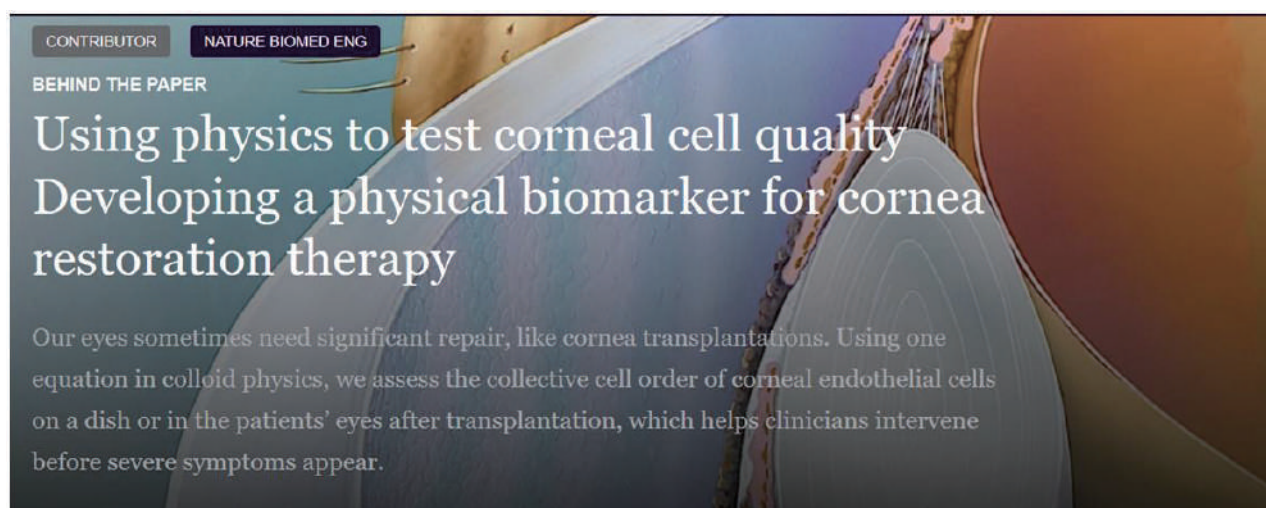 CONTRIBUTOR NATURE BIOMED ENG
BEHIND THE PAPER
Using physics to test corneal cell quality
Developing a physical biomarker for cornea
restoration therapy
Our eyes sometimes need significant repair, like cornea transplantations. Using one
equation in colloid physics, we assess the collective cell order of corneal endothelial cells
on a dish or in the patients’ eyes after transplantation, which helps clinicians intervene
before severe symptoms appear.